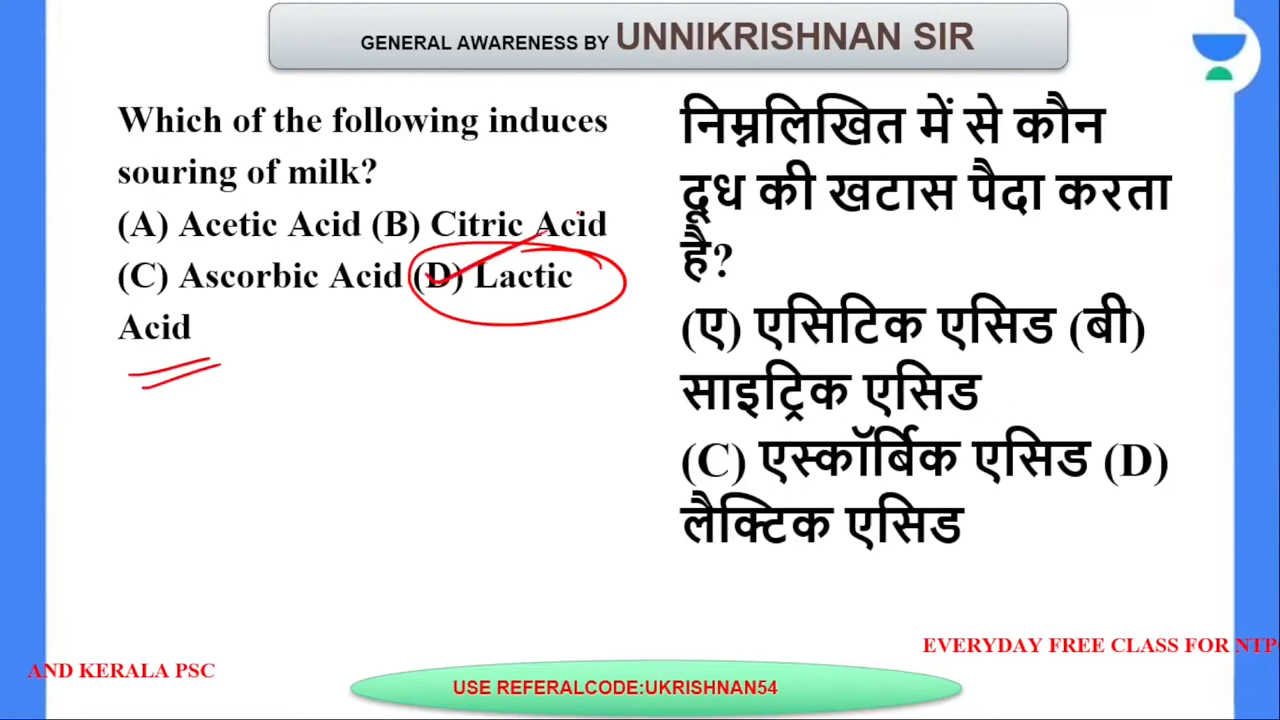 GENERAL AWARENESS BY UNNIKRISHNAN SIR
Which of the following induces
souring of milk?
(A) Acetic Acid (B) Citric Acid
(C) Ascorbic Acid (D) Lactic
Acid
निम्नलिखित में से कौन
दूध की खटास पैदा करता
है?
(ए) एसिटिक एसिड (बी)
साइट्रिक एसिड
(C) एस्कॉर्बिक एसिड (D)
लैक्टिक एसिड
EVERYDAY FREE CLASS FOR NTP
AND KERALA PSC
USE REFERALCODE:UKRISHNAN54